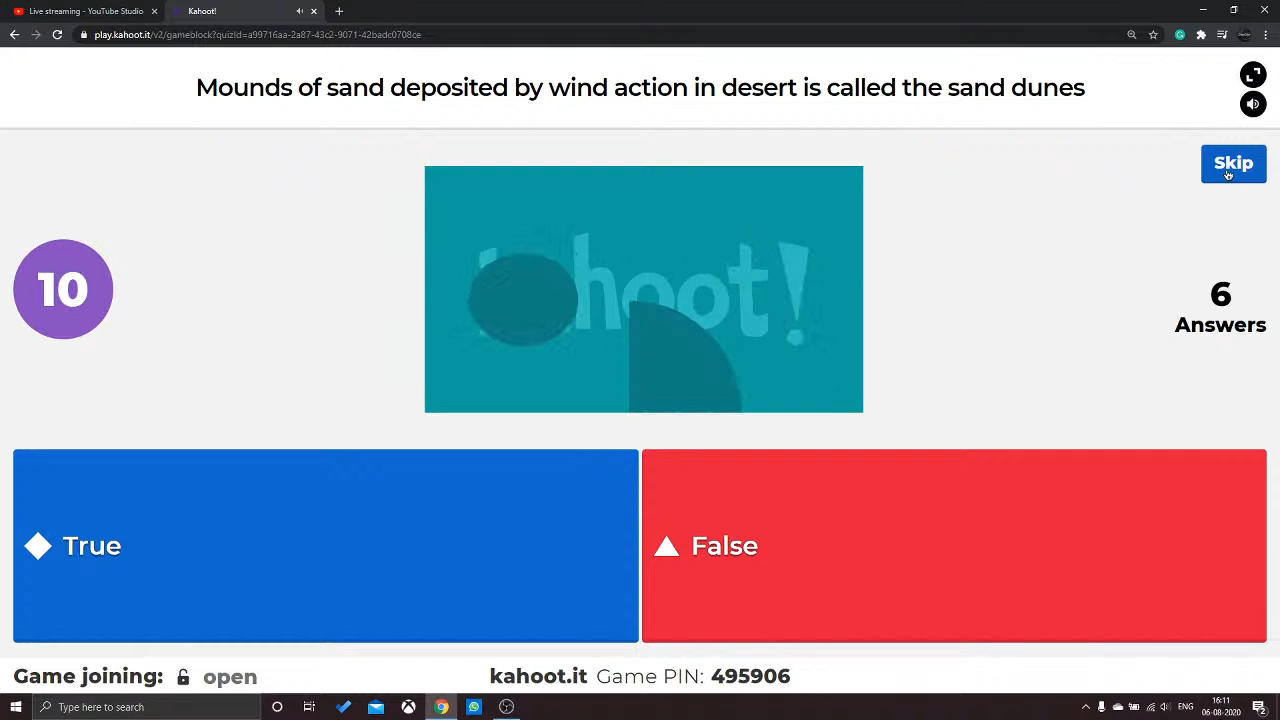 Live streaming - YouTube Studio
Kahoot!
play.kahoot.it/v2/gameblock?quizId=a99716aa-2a87-43c2-9071-42badc0708ce
Mounds of sand deposited by wind action in desert is called the sand dunes
Skip
10
Kahoot!
6
Answers
True
False
Game joining: open
kahoot.it Game PIN: 495906
Type here to search
ENG
16:11
06-08-2020
2